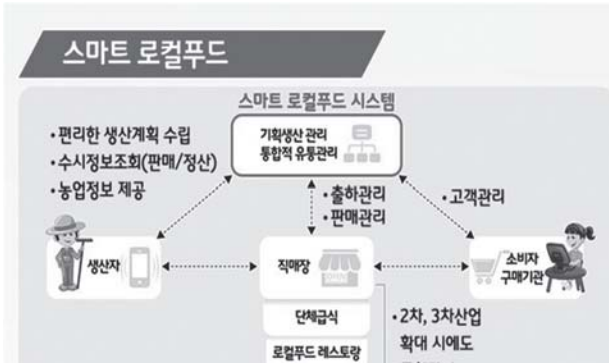 스마트 로컬푸드
스마트 로컬푸드 시스템
• 편리한 생산계획 수립
• 수시정보조회(판매/정산)
• 농업정보 제공
기획생산 관리
통합적 유통관리
• 출하관리
• 판매관리
• 고객관리
생산자
직매장
소비자
구매기관
단체급식
로컬푸드 레스토랑
• 2차, 3차산업
확대 시에도